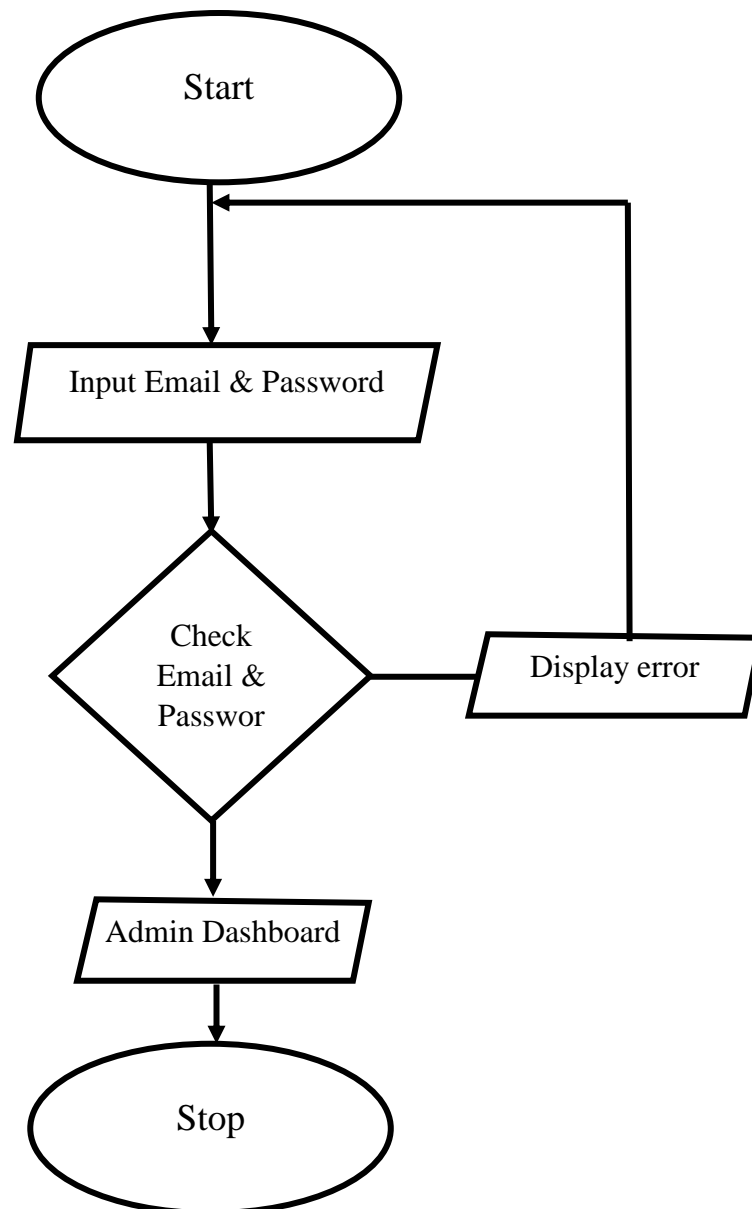 Start
Input Email & Password
Check
Email &
Passwor
Display error
Admin Dashboard
Stop